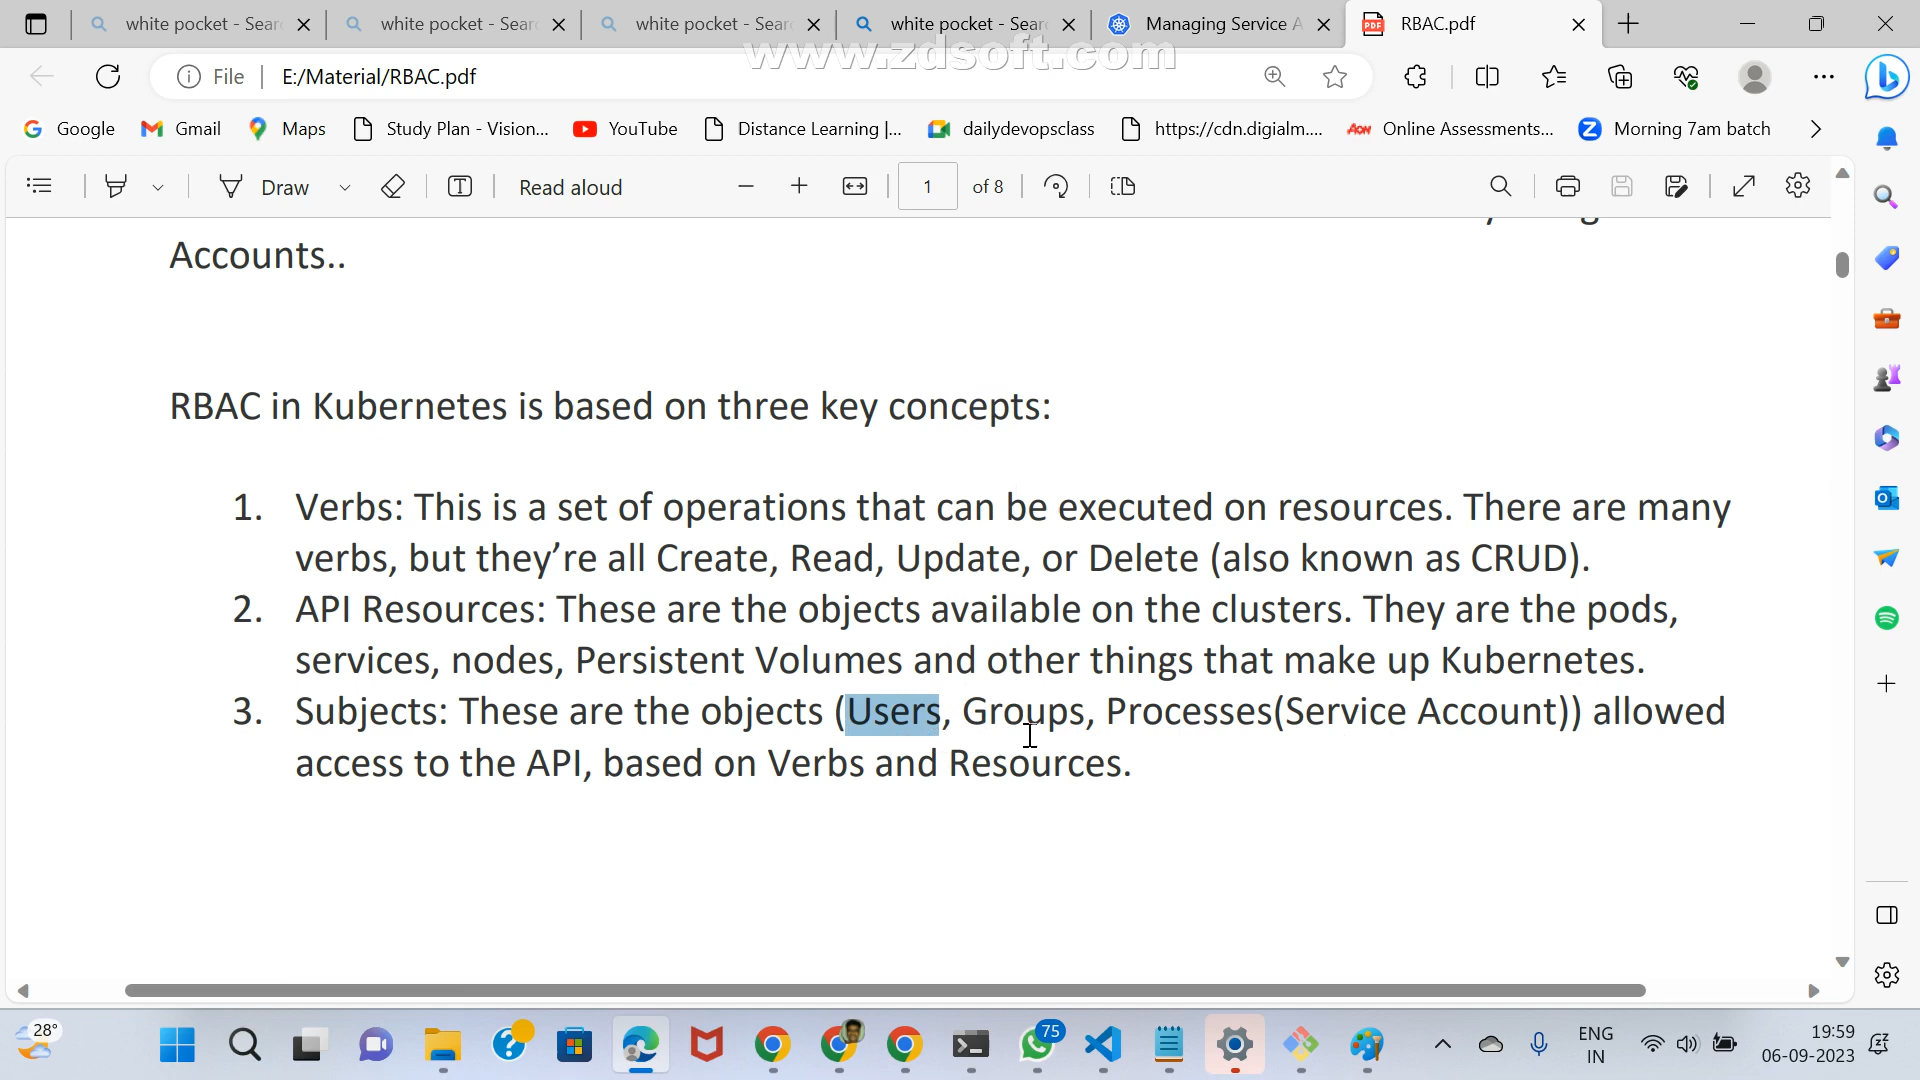 white pocket - Sear
white pocket - Sear
white pocket - Sear
white pocket - Sear
Managing Service A
RBAC.pdf
www.zdsoft.com
File
E:/Material/RBAC.pdf
Google
Gmail
Maps
Study Plan - Vision...
YouTube
Distance Learning |...
dailydevopsclass
https://cdn.digialm....
Aon
Online Assessments...
Morning 7am batch
Draw
Read aloud
1
of 8
Accounts..
RBAC in Kubernetes is based on three key concepts:
1. Verbs: This is a set of operations that can be executed on resources. There are many
verbs, but they’re all Create, Read, Update, or Delete (also known as CRUD).
2. API Resources: These are the objects available on the clusters. They are the pods,
services, nodes, Persistent Volumes and other things that make up Kubernetes.
3. Subjects: These are the objects (Users, Groups, Processes(Service Account)) allowed
access to the API, based on Verbs and Resources.
28°
75
ENG
IN
19:59
06-09-2023